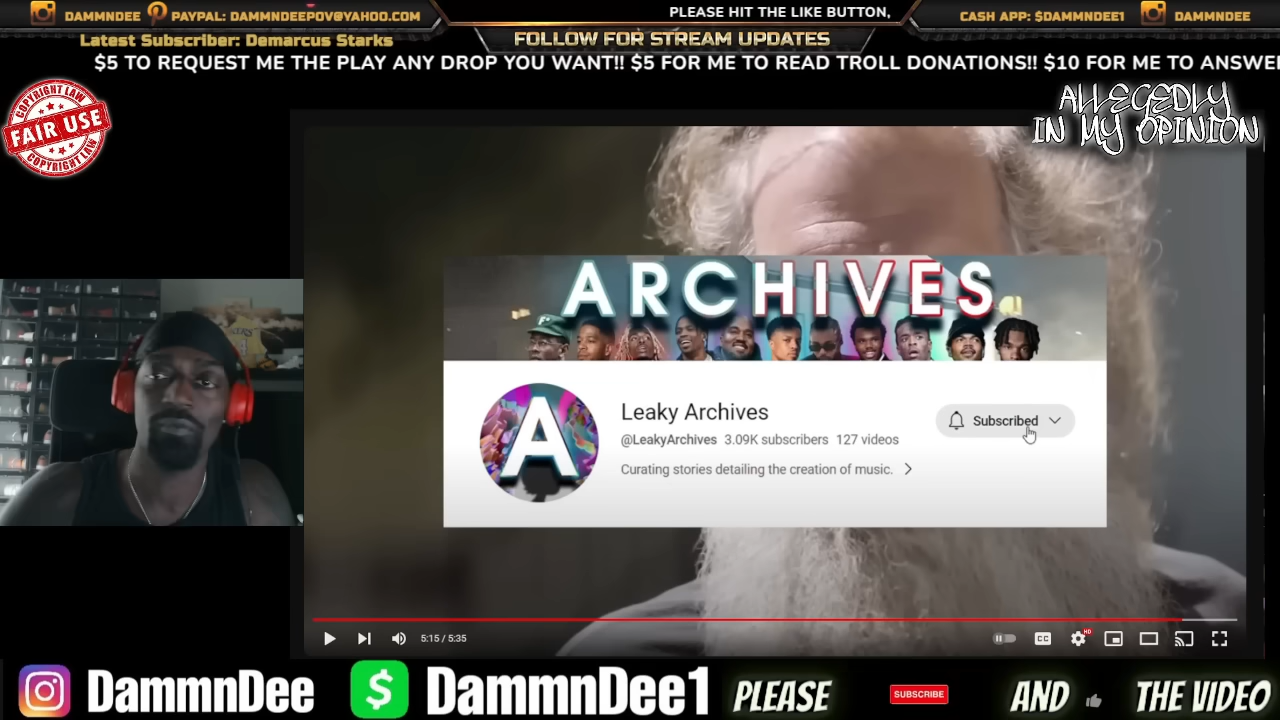 DAMMNDEE
PAYPAL: DAMMNDEEPOV@YAHOO.COM
PLEASE HIT THE LIKE BUTTON,
CASH APP: $DAMMNDEE1
DAMMNDEE
Latest Subscriber: Demarcus Starks
FOLLOW FOR STREAM UPDATES
$5 TO REQUEST ME THE PLAY ANY DROP YOU WANT!! $5 FOR ME TO READ TROLL DONATIONS!! $10 FOR ME TO ANSWE
COPYRIGHT LAW
FAIR USE
COPYRIGHT LAW
ALLEGEDLY
IN MY OPINION
ARCHIVES
A
Leaky Archives
@LeakyArchives 3.09K subscribers 127 videos
Curating stories detailing the creation of music.
Subscribed
5:15 / 5:35
CC
HD
DammnDee
$
DammnDee1
PLEASE
SUBSCRIBE
AND
THE VIDEO